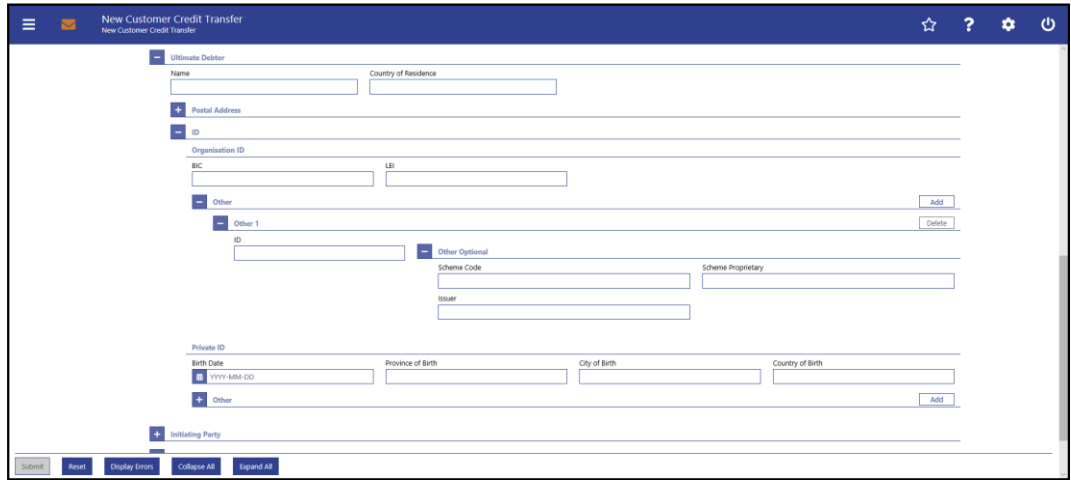 New Customer Credit Transfer
New Customer Credit Transfer
Ultimate Debtor
Name Country of Residence
Postal Address
ID
Organisation ID
BIC LEI
Other Add
Other 1 Delete
ID Other Optional
Scheme Code Scheme Proprietary
Issuer
Private ID
Birth Date Province of Birth City of Birth Country of Birth
YYYY-MM-DD
Other Add
Initiating Party
Submit Reset Display Errors Collapse All Expand All